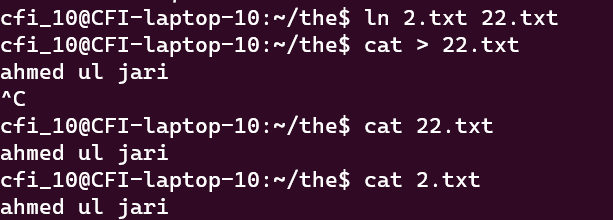 cfi_10@CFI-laptop-10:~/the$ ln 2.txt 22.txt
cfi_10@CFI-laptop-10:~/the$ cat > 22.txt
ahmed ul jari
^C
cfi_10@CFI-laptop-10:~/the$ cat 22.txt
ahmed ul jari
cfi_10@CFI-laptop-10:~/the$ cat 2.txt
ahmed ul jari